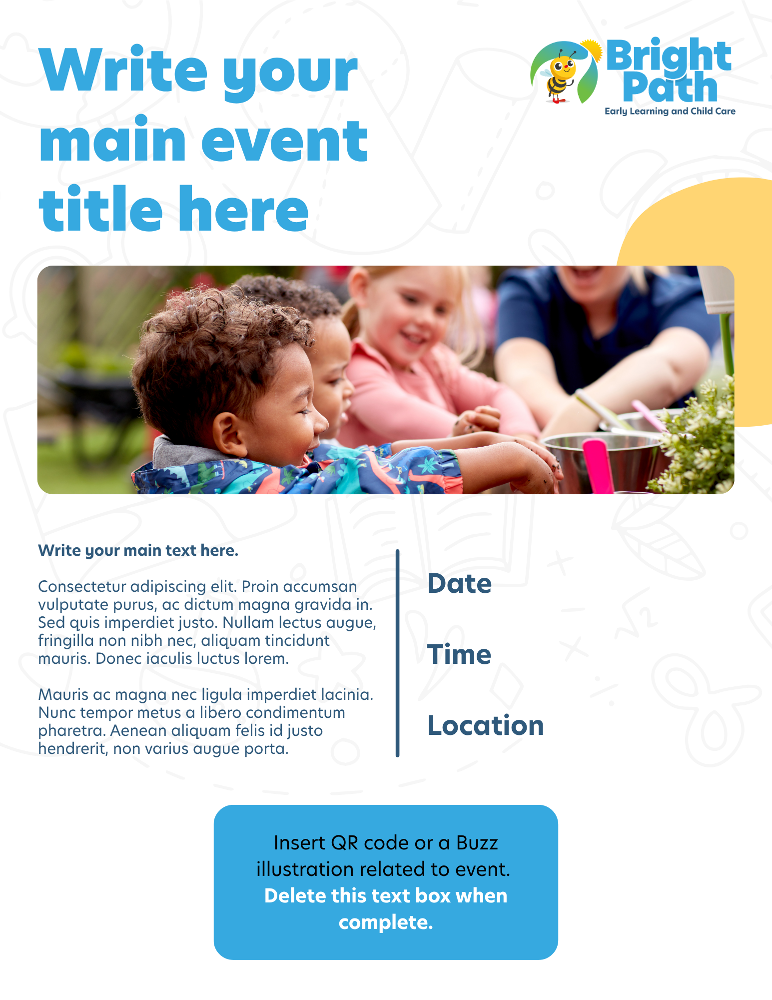 Write your
main event
title here
Bright
Path
Early Learning and Child Care
Write your main text here.
Consectetur adipiscing elit. Proin accumsan
vulputate purus, ac dictum magna gravida in.
Sed quis imperdiet justo. Nullam lectus augue,
fringilla non nibh nec, aliquam tincidunt
mauris. Donec iaculis luctus lorem.
Mauris ac magna nec ligula imperdiet lacinia.
Nunc tempor metus a libero condimentum
pharetra. Aenean aliquam felis id justo
hendrerit, non varius augue porta.
Date
Time
Location
Insert QR code or a Buzz
illustration related to event.
Delete this text box when
complete.